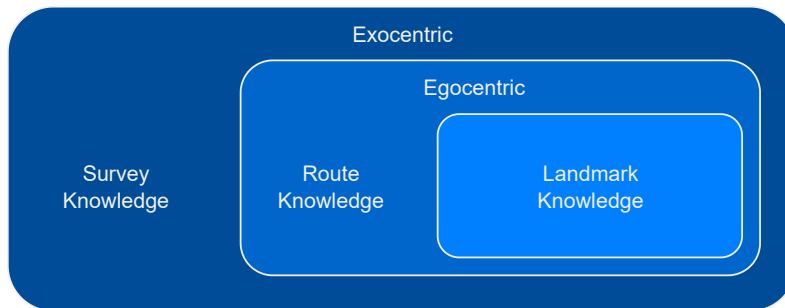 Exocentric
Egocentric
Survey
Knowledge
Route
Knowledge
Landmark
Knowledge